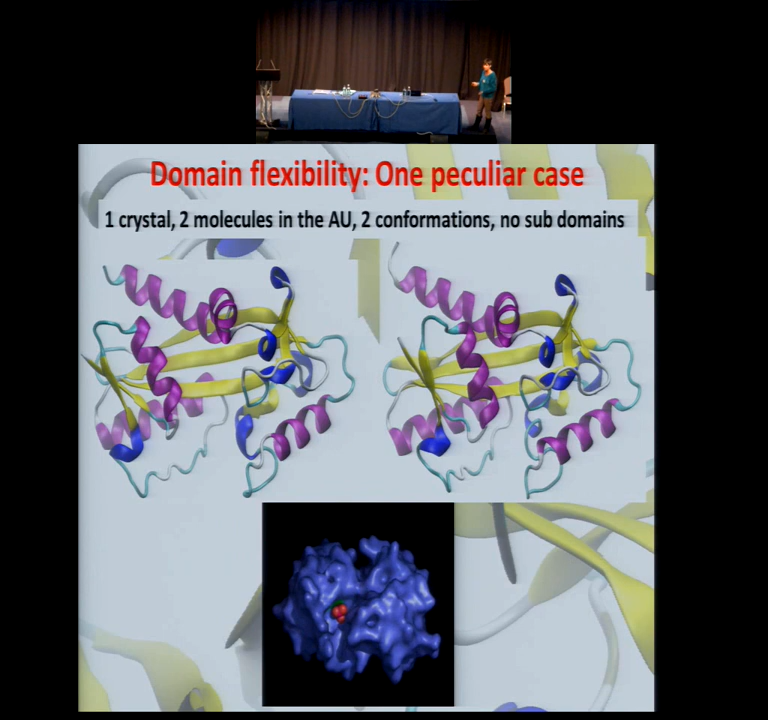 Domain flexibility: One peculiar case
1 crystal, 2 molecules in the AU, 2 conformations, no sub domains